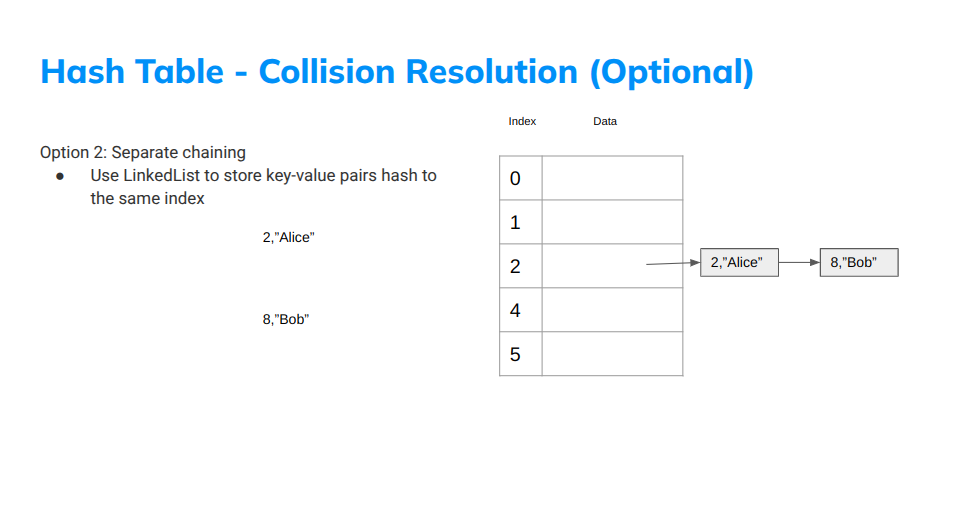 Hash Table - Collision Resolution (Optional)
Index Data
Option 2: Separate chaining
● Use LinkedList to store key-value pairs hash to
the same index
2,”Alice”
8,”Bob”
0
1
2
2,”Alice” 8,”Bob”
4
5